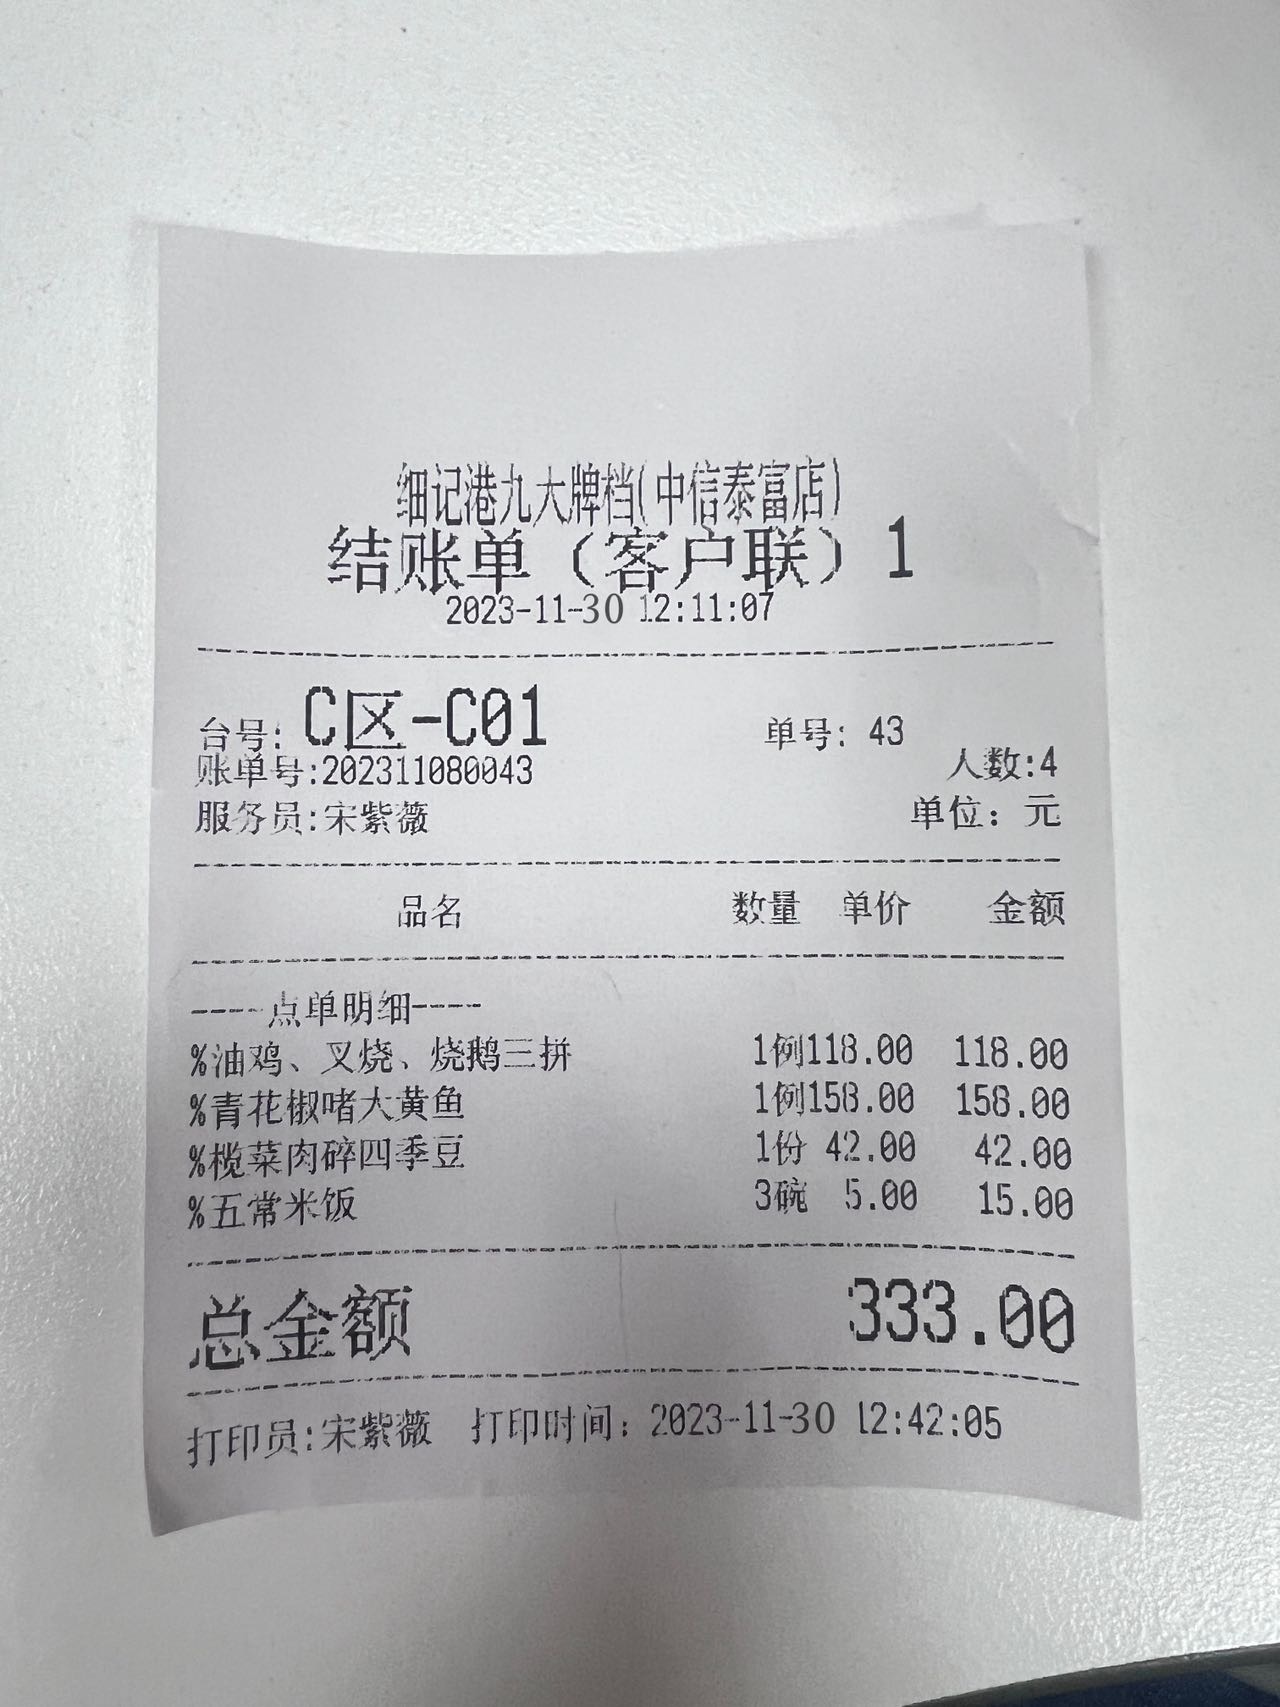 细记港九大牌档(中信泰富店)
结账单（客户联）1
2023-11-30 12:11:07
台号: C区-C01 单号: 43
账单号:202311080043 人数:4
服务员:宋紫薇 单位: 元
品名 数量 单价 金额
----点单明细----
%油鸡、叉烧、烧鹅三拼 1例118.00 118.00
%青花椒啫大黄鱼 1例158.00 158.00
%榄菜肉碎四季豆 1份 42.00 42.00
%五常米饭 3碗 5.00 15.00
总金额 333.00
打印员:宋紫薇 打印时间: 2023-11-30 12:42:05